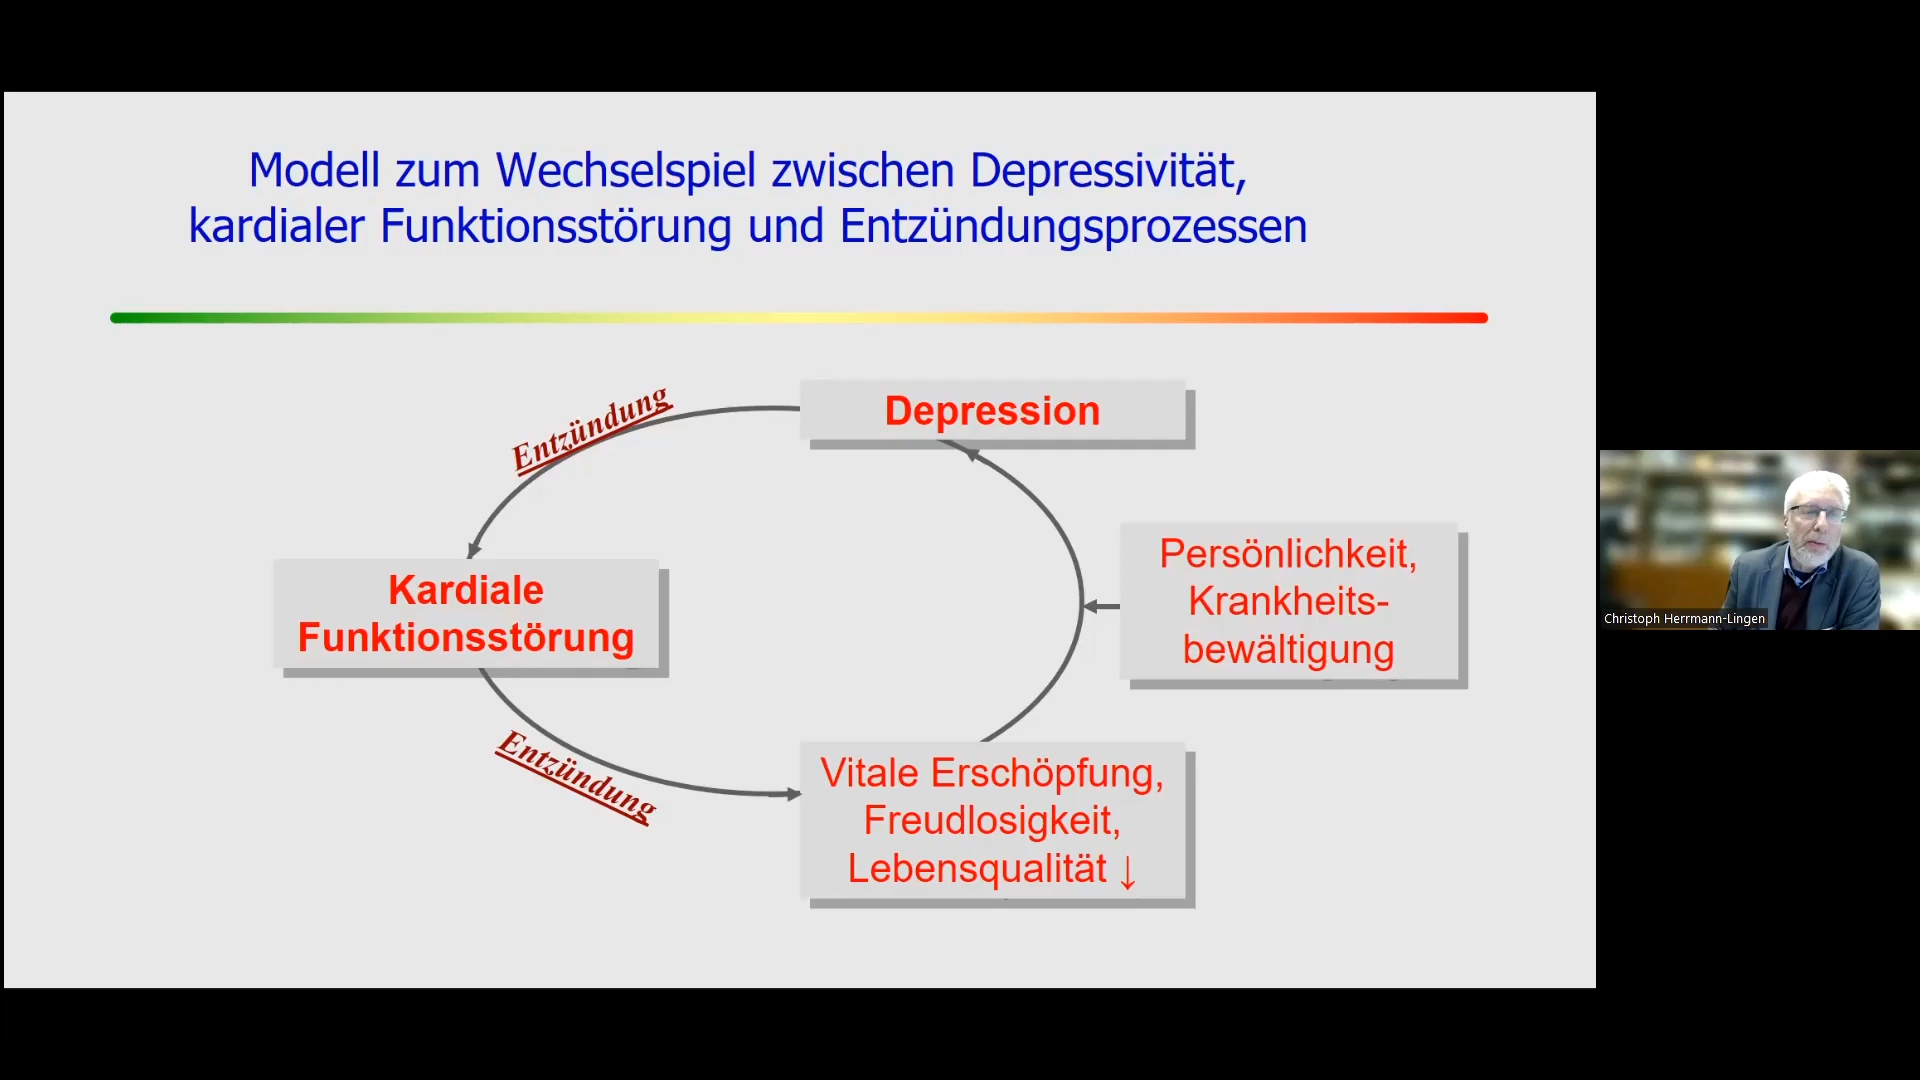 Modell zum Wechselspiel zwischen Depressivität,
kardialer Funktionsstörung und Entzündungsprozessen
Entzündung
Depression
Kardiale
Funktionsstörung
Persönlichkeit,
Krankheits-
bewältigung
Entzündung
Vitale Erschöpfung,
Freudlosigkeit,
Lebensqualität ↓
Christoph Herrmann-Lingen